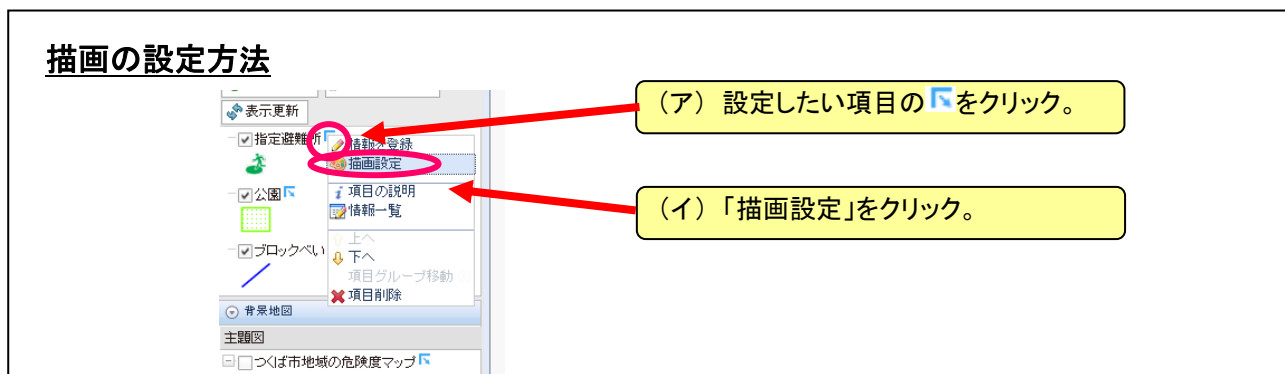 描画の設定方法
表示更新
指定避難所
情報を登録
描画設定
公園
項目の説明
情報一覧
上へ
ブロックべい
下へ
項目グループ移動
項目削除
背景地図
主題図
つくば市地域の危険度マップ
（ア） 設定したい項目の をクリック。
（イ） 「描画設定」をクリック。